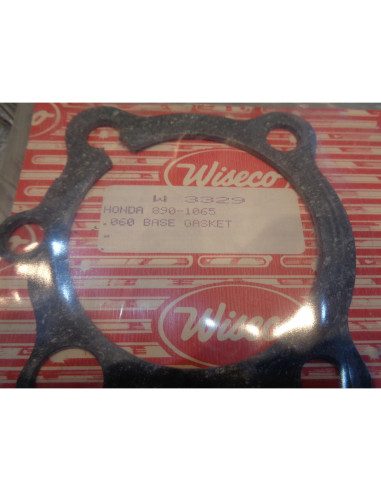 Wiseco
W 3329
HONDA 890-1065
.060 BASE GASKET
-
Wiseco